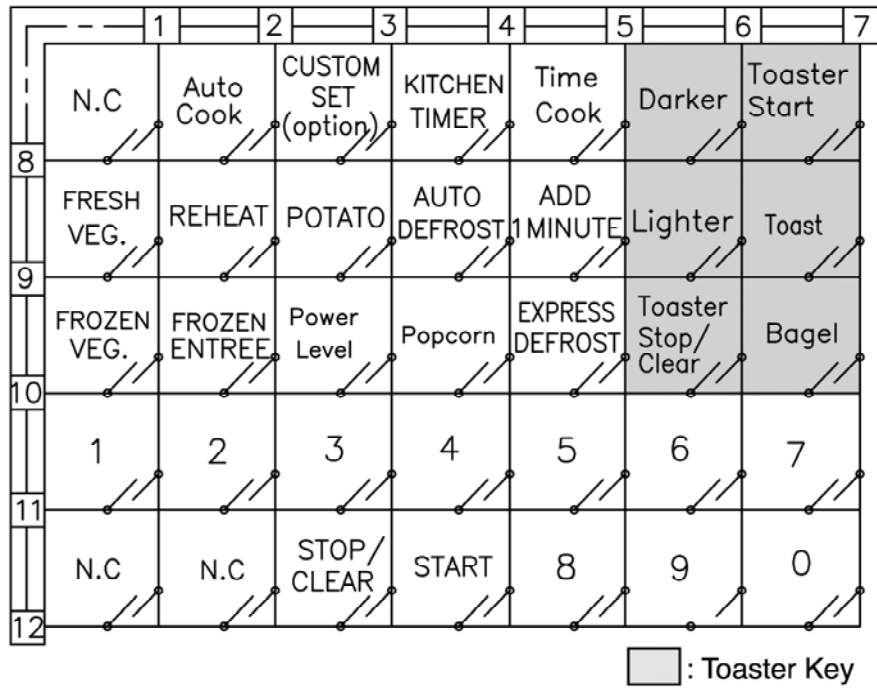 1 2 3 4 5 6 7
N.C Auto Cook CUSTOM SET (option) KITCHEN TIMER Time Cook Darker Toaster Start
8
FRESH VEG. REHEAT POTATO AUTO DEFROST ADD 1 MINUTE Lighter Toast
9
FROZEN VEG. FROZEN ENTREE Power Level Popcorn EXPRESS DEFROST Toaster Stop/ Clear Bagel
10
1 2 3 4 5 6 7
11
N.C N.C STOP/ CLEAR START 8 9 0
12
: Toaster Key